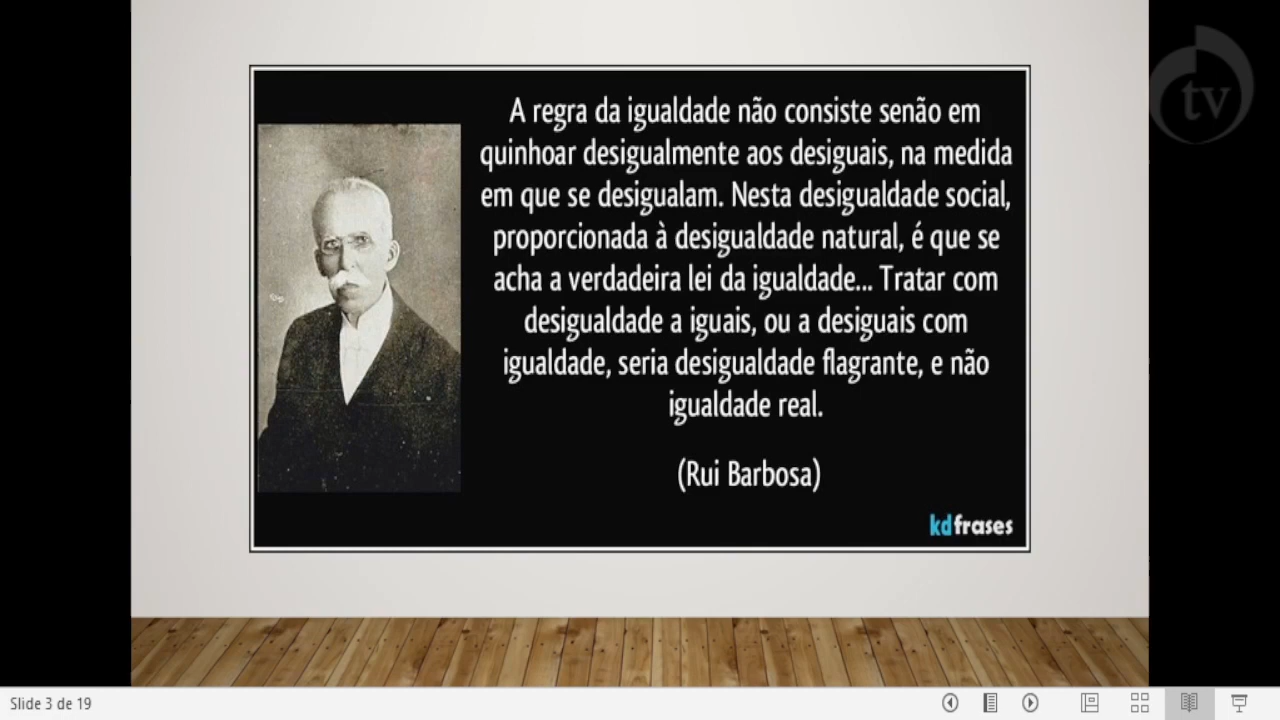 tv
A regra da igualdade não consiste senão em
quinhoar desigualmente aos desiguais, na medida
em que se desigualam. Nesta desigualdade social,
proporcionada à desigualdade natural, é que se
acha a verdadeira lei da igualdade... Tratar com
desigualdade a iguais, ou a desiguais com
igualdade, seria desigualdade flagrante, e não
igualdade real.
(Rui Barbosa)
kdfrases
Slide 3 de 19